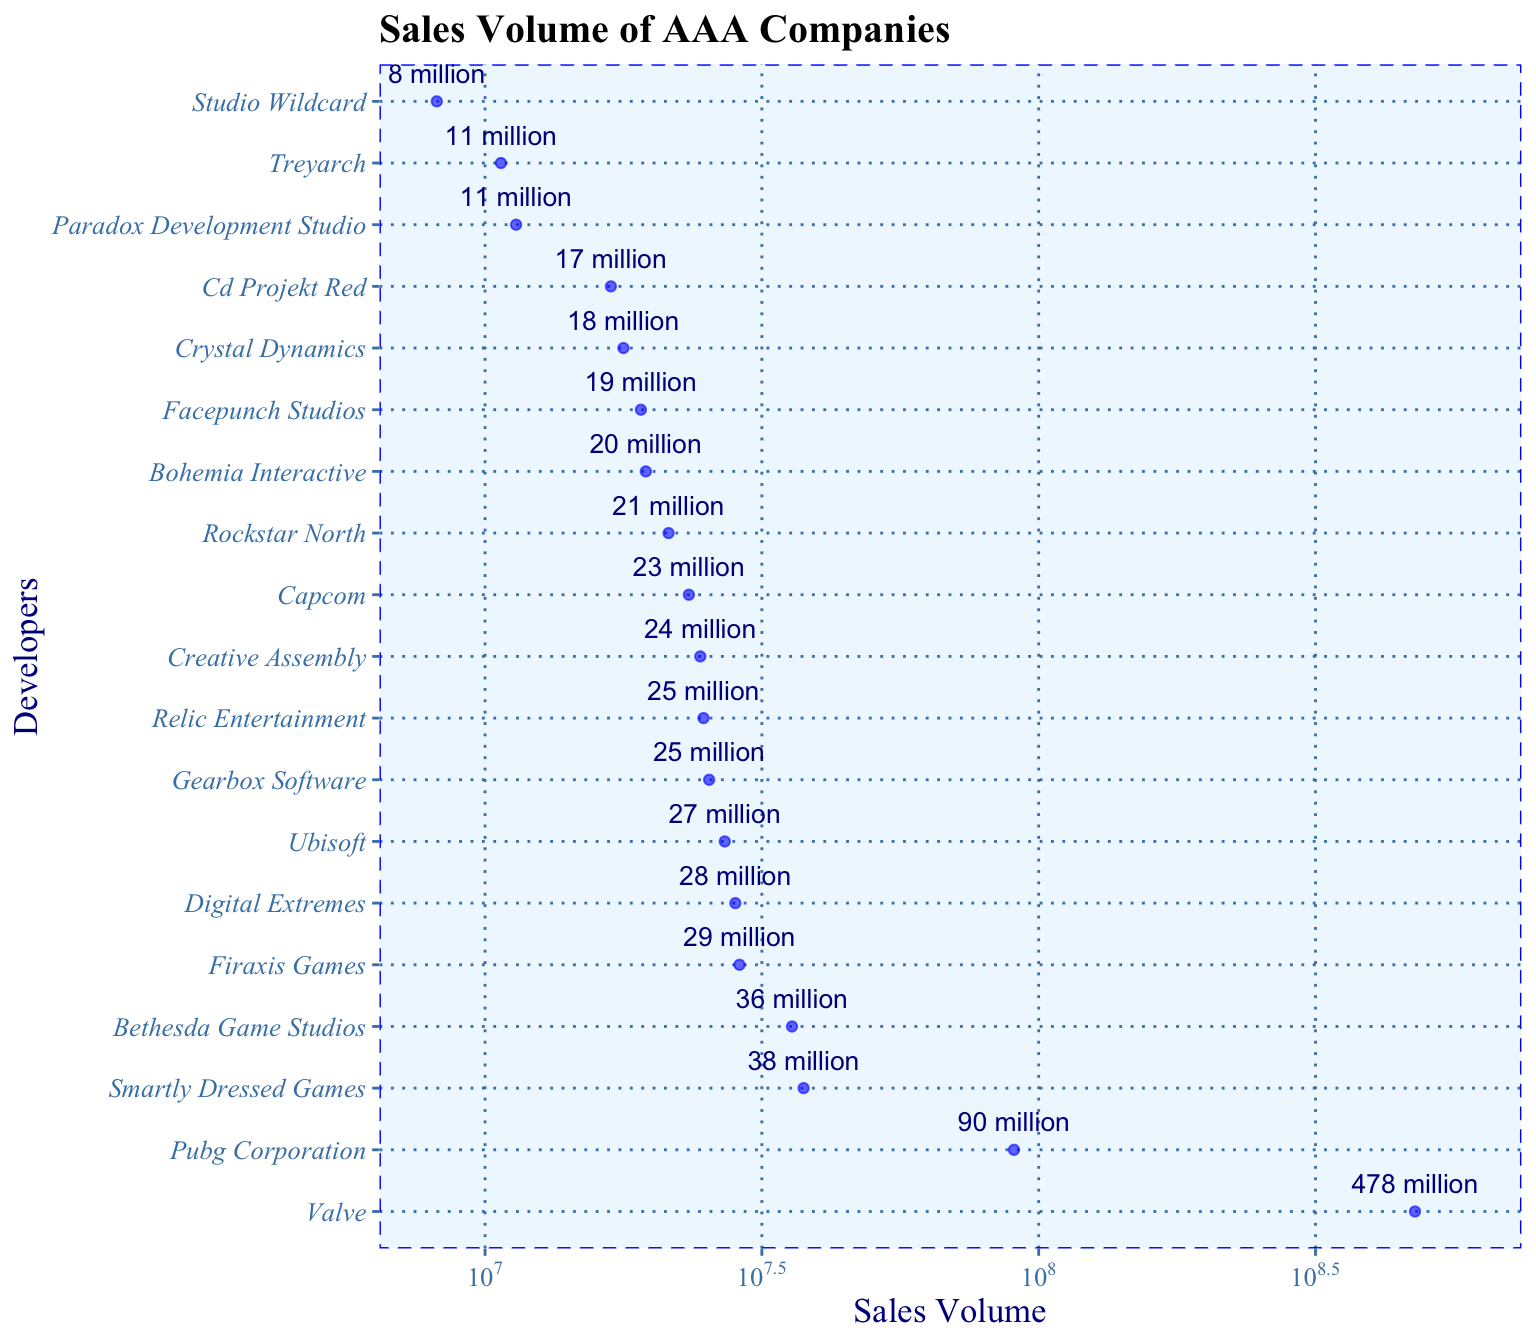 Sales Volume of AAA Companies
8 million
Studio Wildcard
11 million
Treyarch
11 million
Paradox Development Studio
17 million
Cd Projekt Red
18 million
Crystal Dynamics
19 million
Facepunch Studios
20 million
Bohemia Interactive
21 million
Rockstar North
23 million
Capcom
24 million
Creative Assembly
25 million
Relic Entertainment
25 million
Gearbox Software
27 million
Ubisoft
28 million
Digital Extremes
29 million
Firaxis Games
36 million
Bethesda Game Studios
38 million
Smartly Dressed Games
90 million
Pubg Corporation
478 million
Valve
Developers
10^7 10^7.5 10^8 10^8.5
Sales Volume